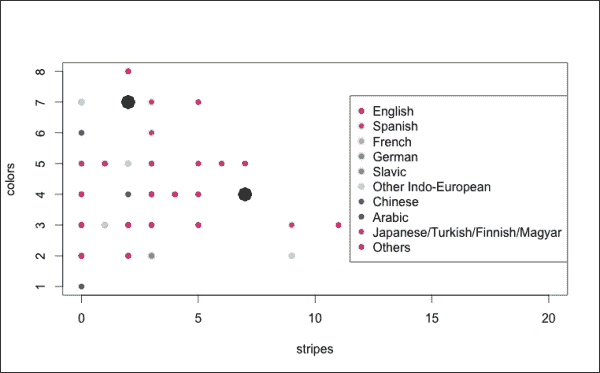 8
7
6
5
4
3
2
1
colors
English
Spanish
French
German
Slavic
Other Indo-European
Chinese
Arabic
Japanese/Turkish/Finnish/Magyar
Others
0 5 10 15 20
stripes